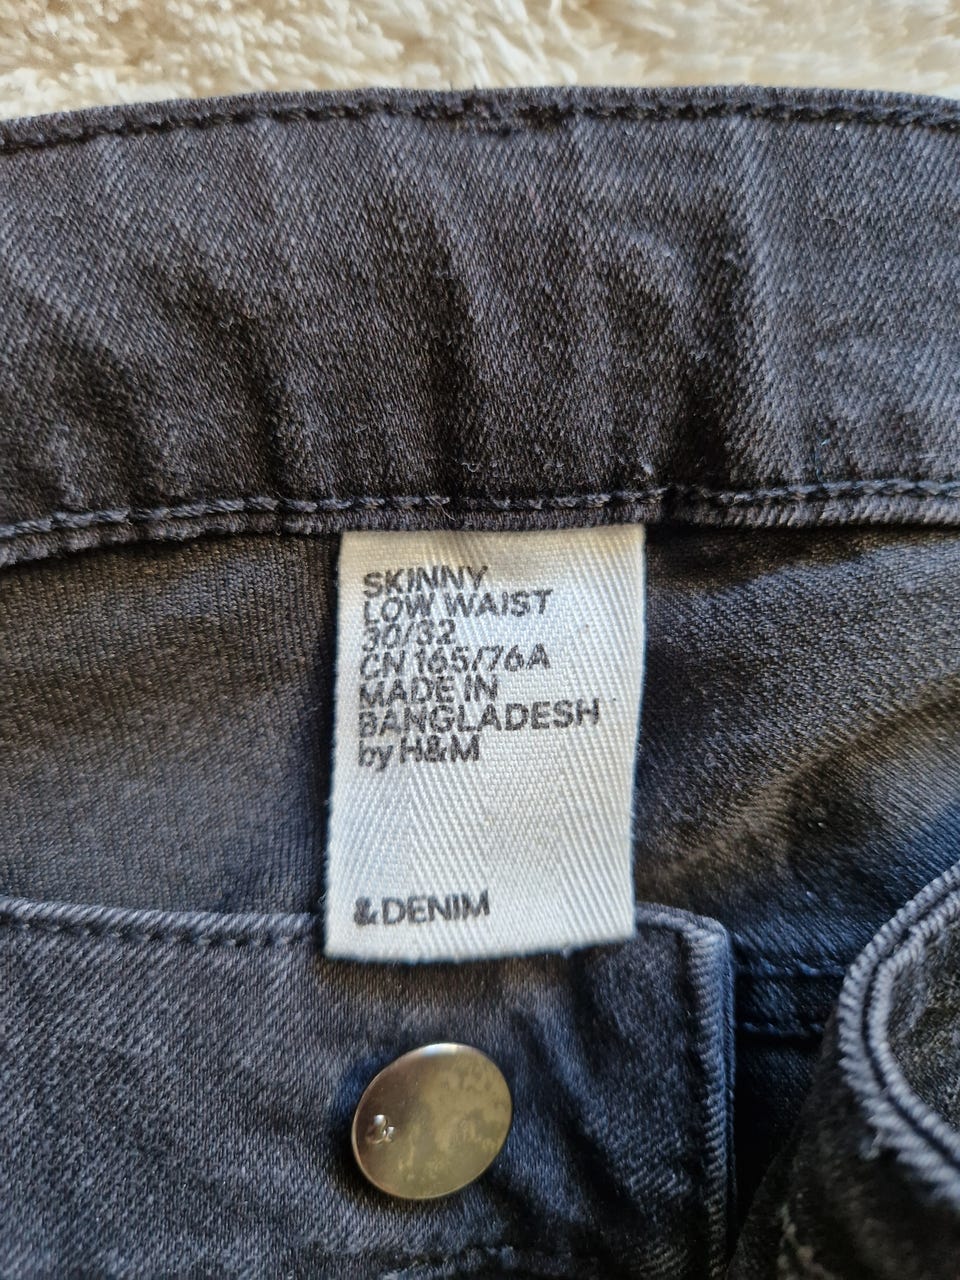 SKINNY
LOW WAIST
30/32
CN 165/76A
MADE IN
BANGLADESH
by H&M
&DENIM
&